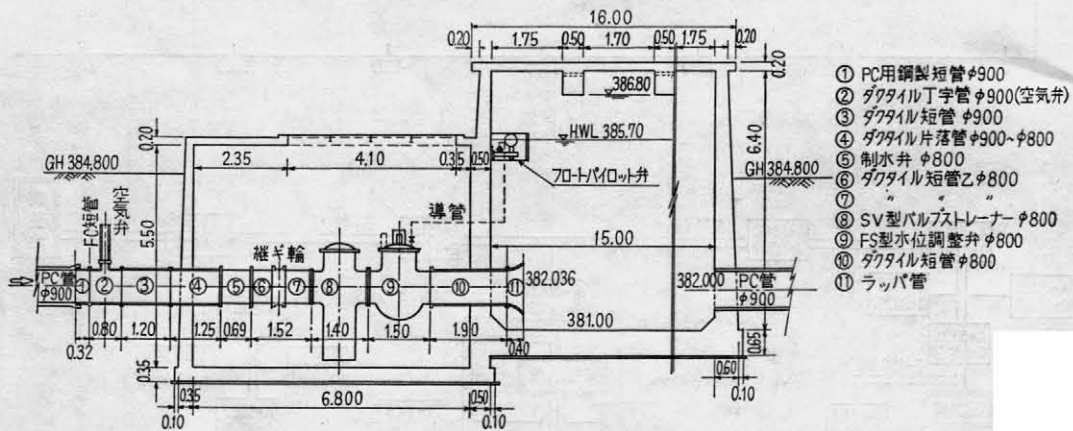 16.00
0.20 1.75 0.50 1.70 0.50 1.75 0.20
0.20
386.80
HWL 385.70
6.40
GH 384.800
GH 384.800
0.20
2.35 4.10 0.35 0.50
フロートパイロット弁
FC短管
空気弁
5.50
導管
継ギ輪
15.00
PC管
φ900
① ② ③ ④ ⑤ ⑥ ⑦ ⑧ ⑨ ⑩ ⑪
382.036
382.000
PC管
φ900
381.00
0.80 1.20 1.25 0.69 1.52 1.40 1.50 1.90
0.32
0.40
0.65
0.60
0.10
0.35
0.35 6.800 0.50
0.10 0.10
① PC用鋼製短管φ900
② ダクタイル丁字管φ900(空気弁)
③ ダクタイル短管 φ900
④ ダクタイル片落管φ900~φ800
⑤ 制水弁 φ800
⑥ ダクタイル短管乙φ800
⑦ 〃 〃 〃
⑧ SV型バルブストレーナー φ800
⑨ FS型水位調整弁φ800
⑩ ダクタイル短管φ800
⑪ ラッパ管